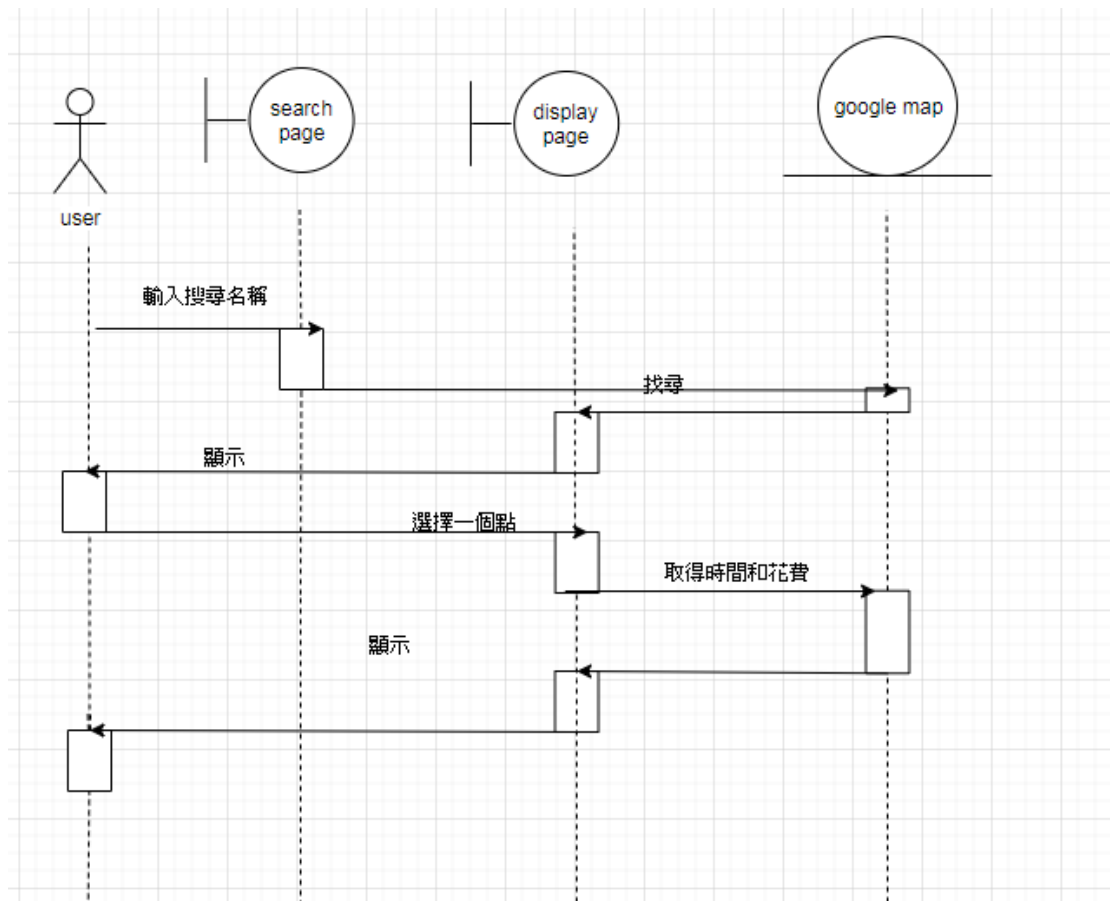 search
page
display
page
google map
user
輸入搜尋名稱
找尋
顯示
選擇一個點
取得時間和花費
顯示